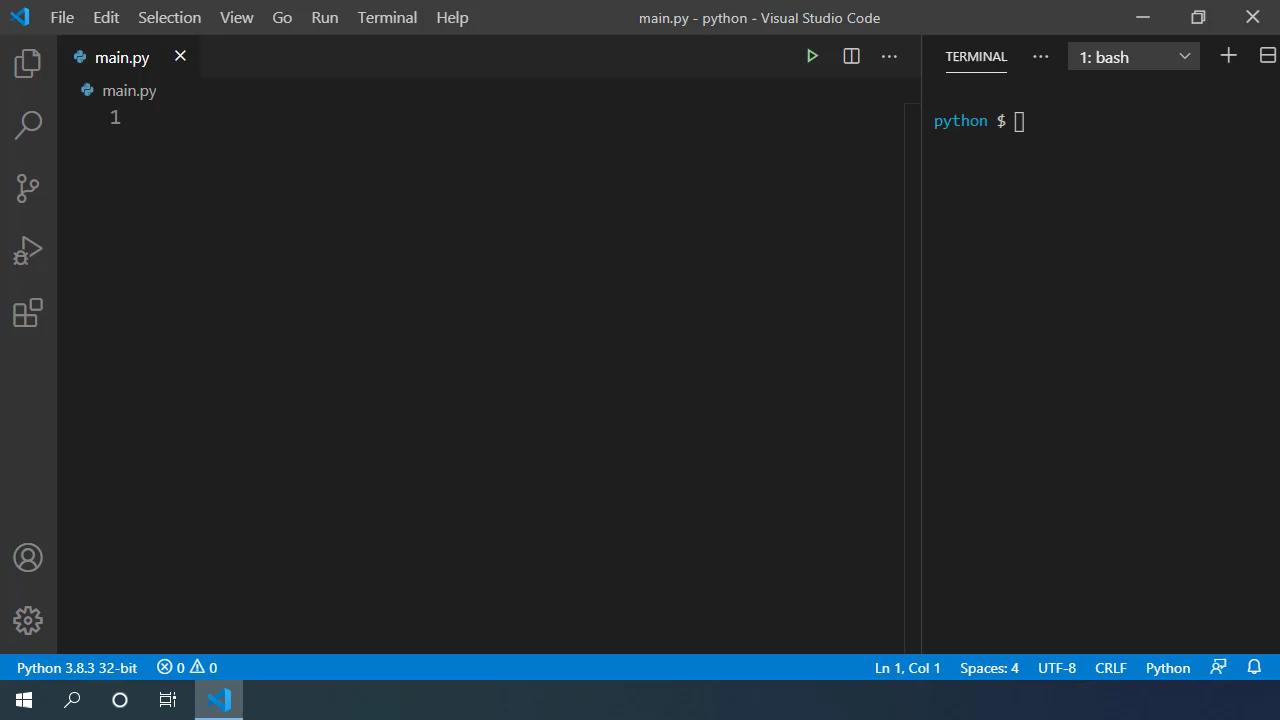 File Edit Selection View Go Run Terminal Help main.py - python - Visual Studio Code
main.py
TERMINAL 1: bash
main.py
1
python $
Python 3.8.3 32-bit 0 0 Ln 1, Col 1 Spaces: 4 UTF-8 CRLF Python